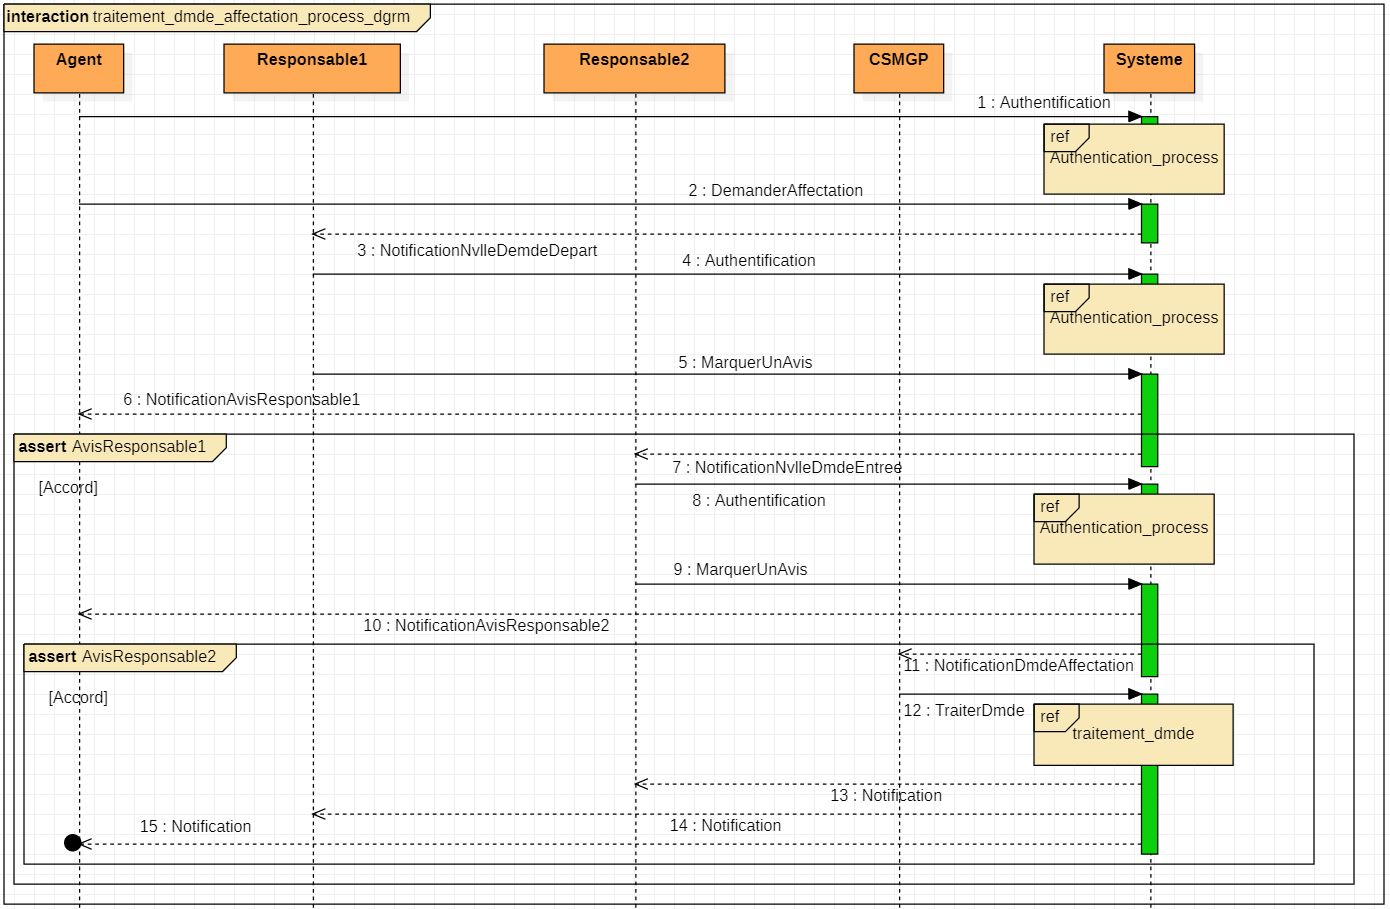 interaction traitement_dmde_affectation_process_dgrm
Agent
Responsable1
Responsable2
CSMGP
Systeme
1 : Authentification
ref
Authentication_process
2 : DemanderAffectation
3 : NotificationNvlleDemdeDepart
4 : Authentification
ref
Authentication_process
5 : MarquerUnAvis
6 : NotificationAvisResponsable1
assert AvisResponsable1
7 : NotificationNvlleDmdeEntree
[Accord]
8 : Authentification
ref
Authentication_process
9 : MarquerUnAvis
10 : NotificationAvisResponsable2
assert AvisResponsable2
11 : NotificationDmdeAffectation
[Accord]
12 : TraiterDmde
ref
traitement_dmde
13 : Notification
14 : Notification
15 : Notification